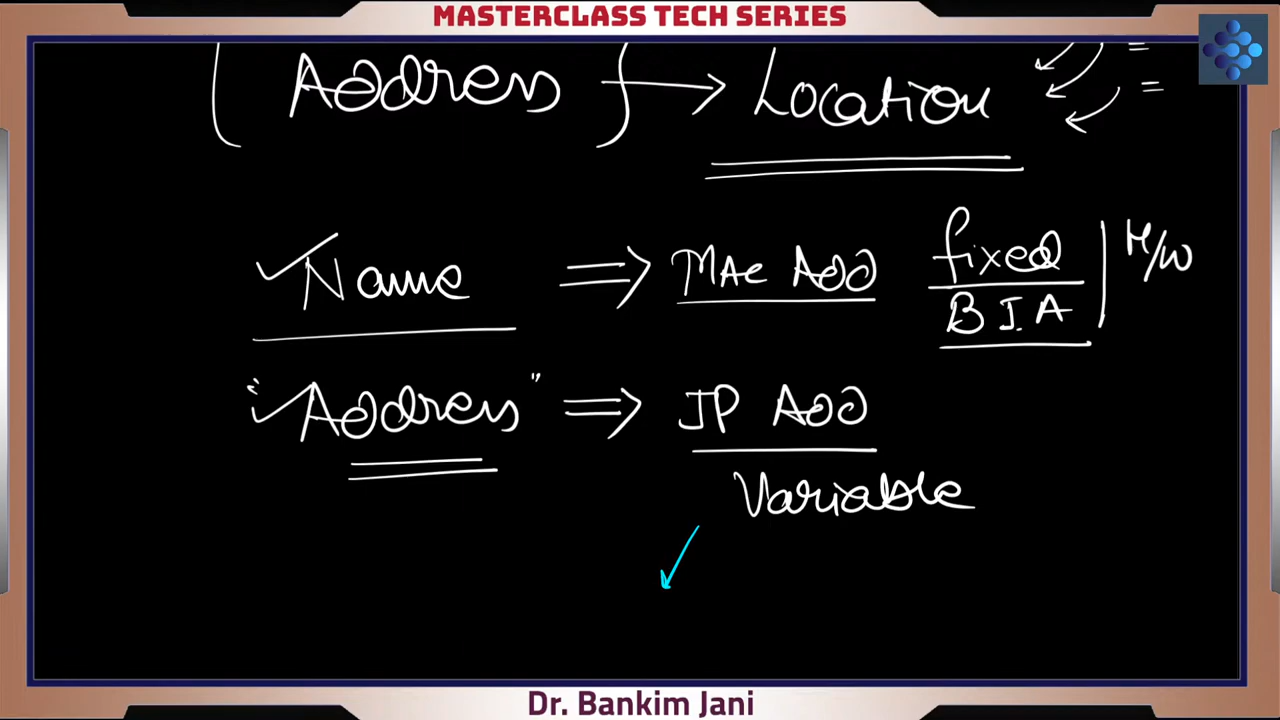 MASTERCLASS TECH SERIES
{ Address } → Location =
=
Name ⇒ MAC Add fixed | H/W
BIA
"Address" ⇒ IP Add
Variable
Dr. Bankim Jani